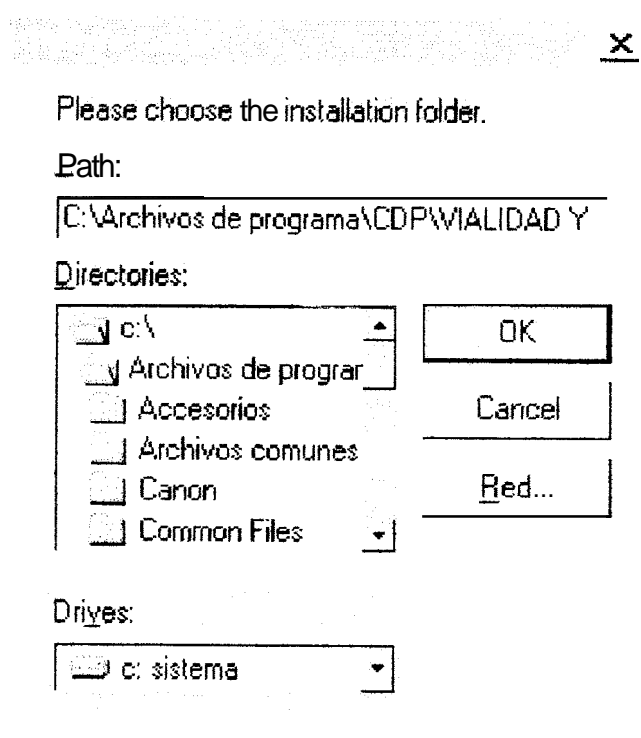 Please choose the installation folder.
Path:
C:\Archivos de programa\CDP\VIALIDAD Y
Directories:
c:\
Archivos de prograr
Accesorios
Archivos comunes
Canon
Common Files
OK
Cancel
Red...
Drives:
c: sistema